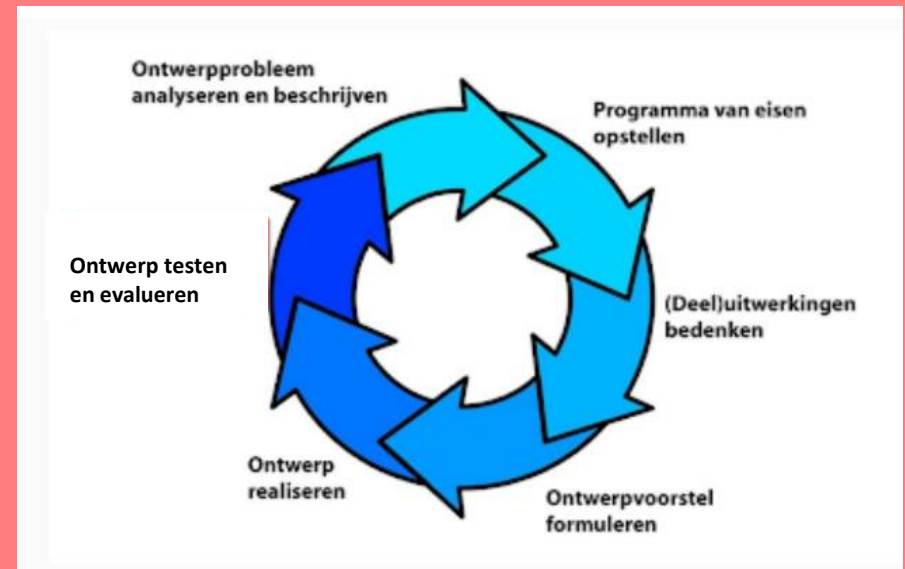 Ontwerpprobleem
analyseren en beschrijven
Programma van eisen
opstellen
(Deel)uitwerkingen
bedenken
Ontwerpvoorstel
formuleren
Ontwerp
realiseren
Ontwerp testen
en evalueren